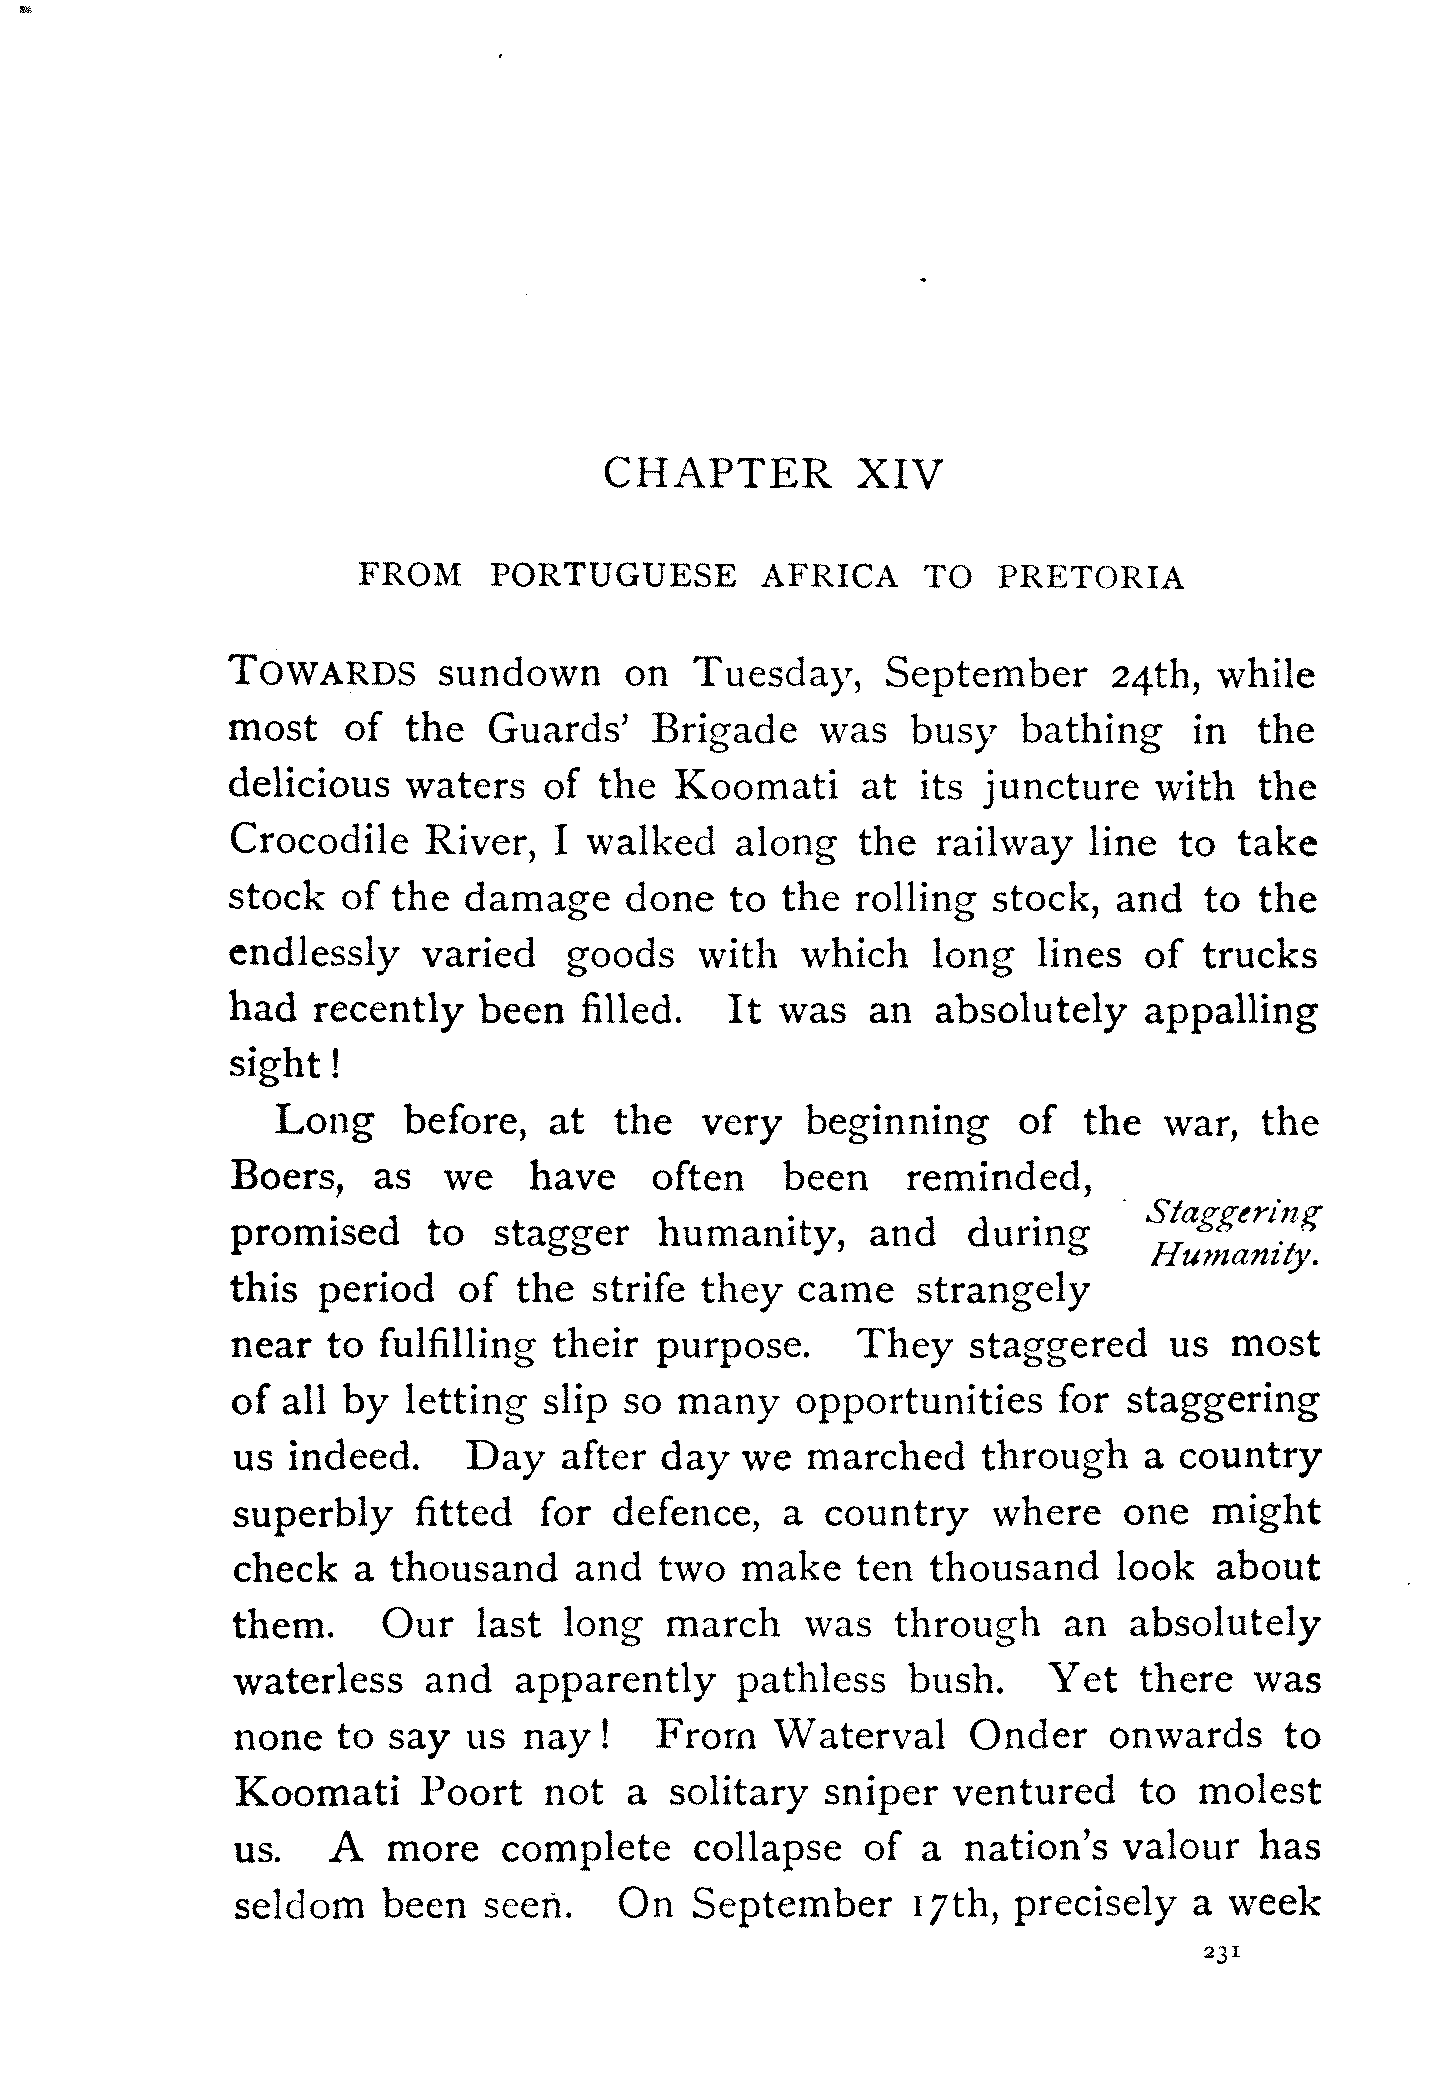 CHAPTER XIV
FROM PORTUGUESE AFRICA TO PRETORIA
TOWARDS sundown on Tuesday, September 24th, while
most of the Guards' Brigade was busy bathing in the
delicious waters of the Koomati at its juncture with the
Crocodile River, I walked along the railway line to take
stock of the damage done to the rolling stock, and to the
endlessly varied goods with which long lines of trucks
had recently been filled. It was an absolutely appalling
sight!
Long before, at the very beginning of the war, the
Boers, as we have often been reminded,
promised to stagger humanity, and during
this period of the strife they came strangely
Staggering
Humanity.
near to fulfilling their purpose. They staggered us most
of all by letting slip so many opportunities for staggering
us indeed. Day after day we marched through a country
superbly fitted for defence, a country where one might
check a thousand and two make ten thousand look about
them. Our last long march was through an absolutely
waterless and apparently pathless bush. Yet there was
none to say us nay! From Waterval Onder onwards to
Koomati Poort not a solitary sniper ventured to molest
us. A more complete collapse of a nation's valour has
seldom been seen. On September 17th, precisely a week
231